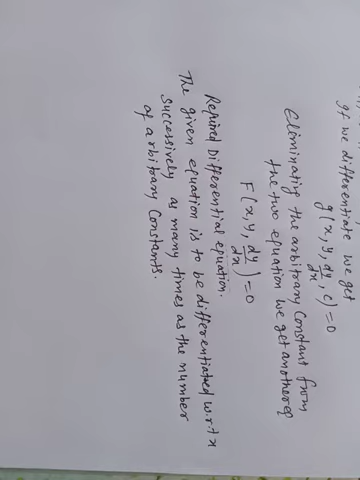 If we differentiate we get
g(x, y, dy/dx, c) = 0
Eliminating the arbitrary constant from
the two equation we get another eq
F(x, y, dy/dx) = 0
Required Differential equation.
The given equation is to be differentiated w.r.t x
successively as many times as the number
of arbitrary constants.